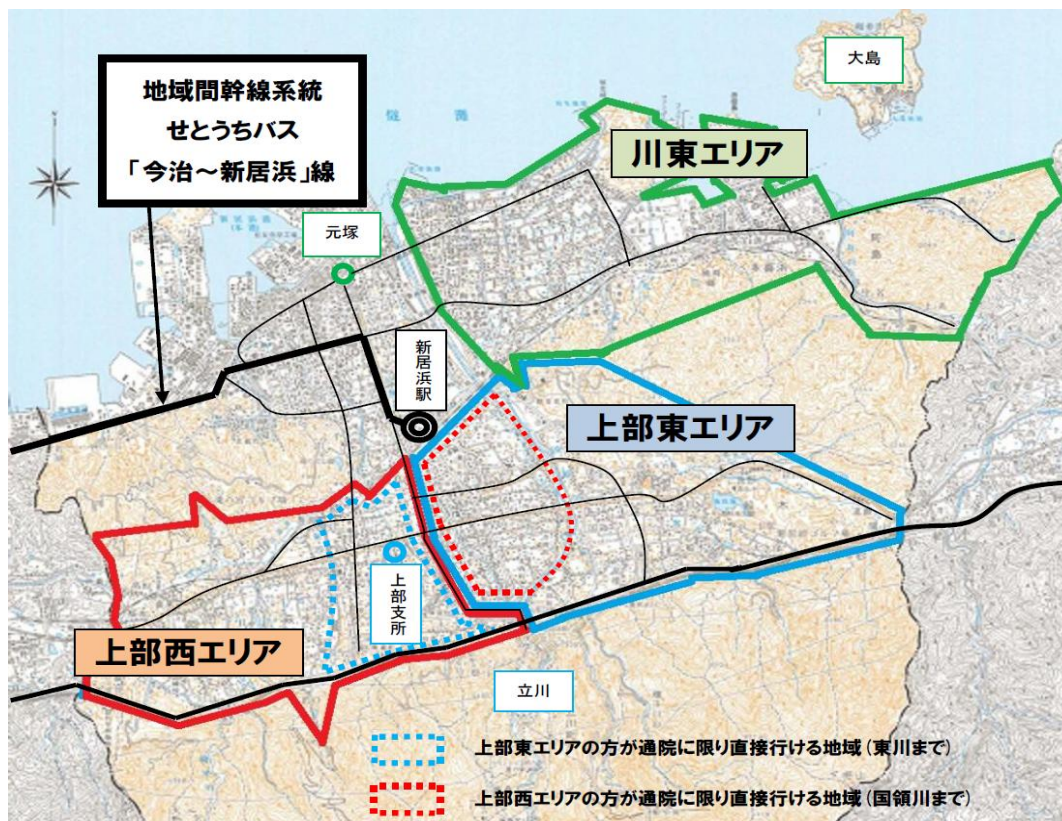 地域間幹線系統
せとうちバス
「今治～新居浜」線
大島
川東エリア
燧
灘
元塚
新居浜駅
上部東エリア
上部支所
上部西エリア
立川
上部東エリアの方が通院に限り直接行ける地域(東川まで)
上部西エリアの方が通院に限り直接行ける地域(国領川まで)